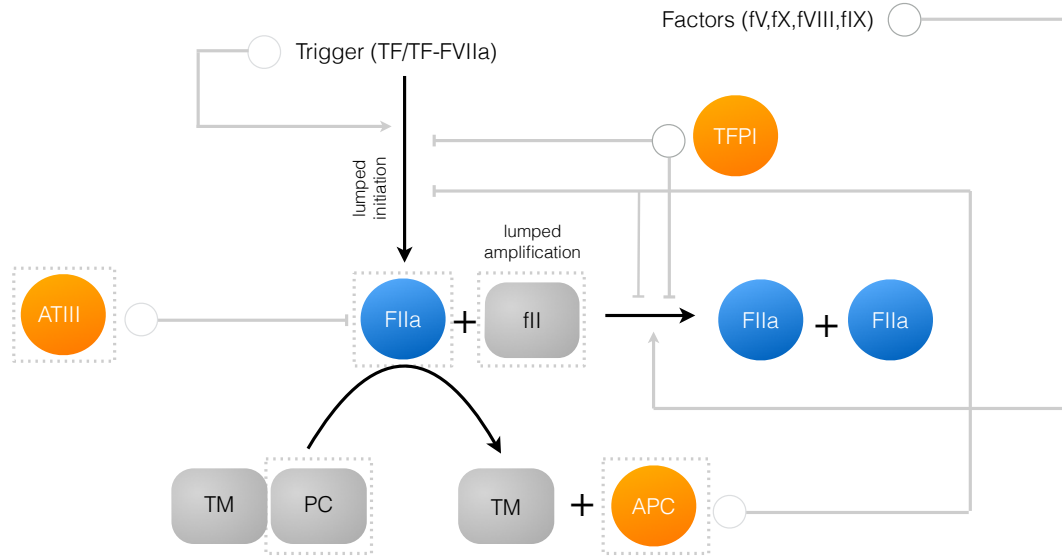 Factors (fV,fX,fVIII,fIX)
Trigger (TF/TF-FVIIa)
TFPI
lumped
initiation
lumped
amplification
ATIII
FIIa
+
fII
FIIa
+
FIIa
TM
PC
TM
+
APC